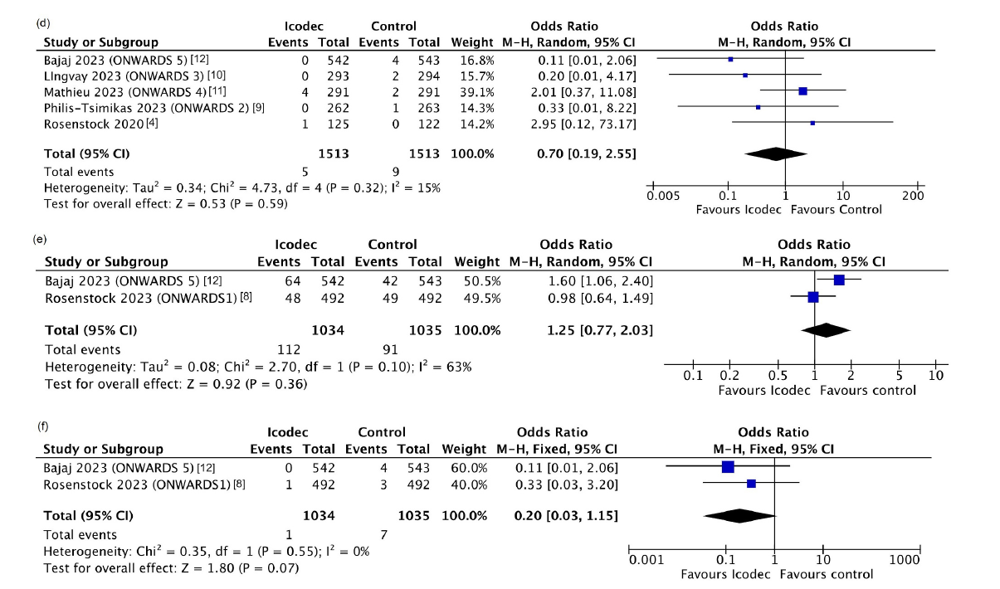 (d)
Icodec Control Odds Ratio Odds Ratio
Study or Subgroup Events Total Events Total Weight M-H, Random, 95% CI M-H, Random, 95% CI
Bajaj 2023 (ONWARDS 5) [12] 0 542 4 543 16.8% 0.11 [0.01, 2.06]
LIngvay 2023 (ONWARDS 3) [10] 0 293 2 294 15.7% 0.20 [0.01, 4.17]
Mathieu 2023 (ONWARDS 4) [11] 4 291 2 291 39.1% 2.01 [0.37, 11.08]
Philis-Tsimikas 2023 (ONWARDS 2) [9] 0 262 1 263 14.3% 0.33 [0.01, 8.22]
Rosenstock 2020 [4] 1 125 0 122 14.2% 2.95 [0.12, 73.17]
Total (95% CI) 1513 1513 100.0% 0.70 [0.19, 2.55]
Total events 5 9
Heterogeneity: Tau² = 0.34; Chi² = 4.73, df = 4 (P = 0.32); I² = 15%
Test for overall effect: Z = 0.53 (P = 0.59)
0.005 0.1 1 10 200
Favours Icodec Favours Control
(e)
Icodec Control Odds Ratio Odds Ratio
Study or Subgroup Events Total Events Total Weight M-H, Random, 95% CI M-H, Random, 95% CI
Bajaj 2023 (ONWARDS 5) [12] 64 542 42 543 50.5% 1.60 [1.06, 2.40]
Rosenstock 2023 (ONWARDS1) [8] 48 492 49 492 49.5% 0.98 [0.64, 1.49]
Total (95% CI) 1034 1035 100.0% 1.25 [0.77, 2.03]
Total events 112 91
Heterogeneity: Tau² = 0.08; Chi² = 2.70, df = 1 (P = 0.10); I² = 63%
Test for overall effect: Z = 0.92 (P = 0.36)
0.1 0.2 0.5 1 2 5 10
Favours Icodec Favours control
(f)
Icodec Control Odds Ratio Odds Ratio
Study or Subgroup Events Total Events Total Weight M-H, Fixed, 95% CI M-H, Fixed, 95% CI
Bajaj 2023 (ONWARDS 5) [12] 0 542 4 543 60.0% 0.11 [0.01, 2.06]
Rosenstock 2023 (ONWARDS1) [8] 1 492 3 492 40.0% 0.33 [0.03, 3.20]
Total (95% CI) 1034 1035 100.0% 0.20 [0.03, 1.15]
Total events 1 7
Heterogeneity: Chi² = 0.35, df = 1 (P = 0.55); I² = 0%
Test for overall effect: Z = 1.80 (P = 0.07)
0.001 0.1 1 10 1000
Favours Icodec Favours control